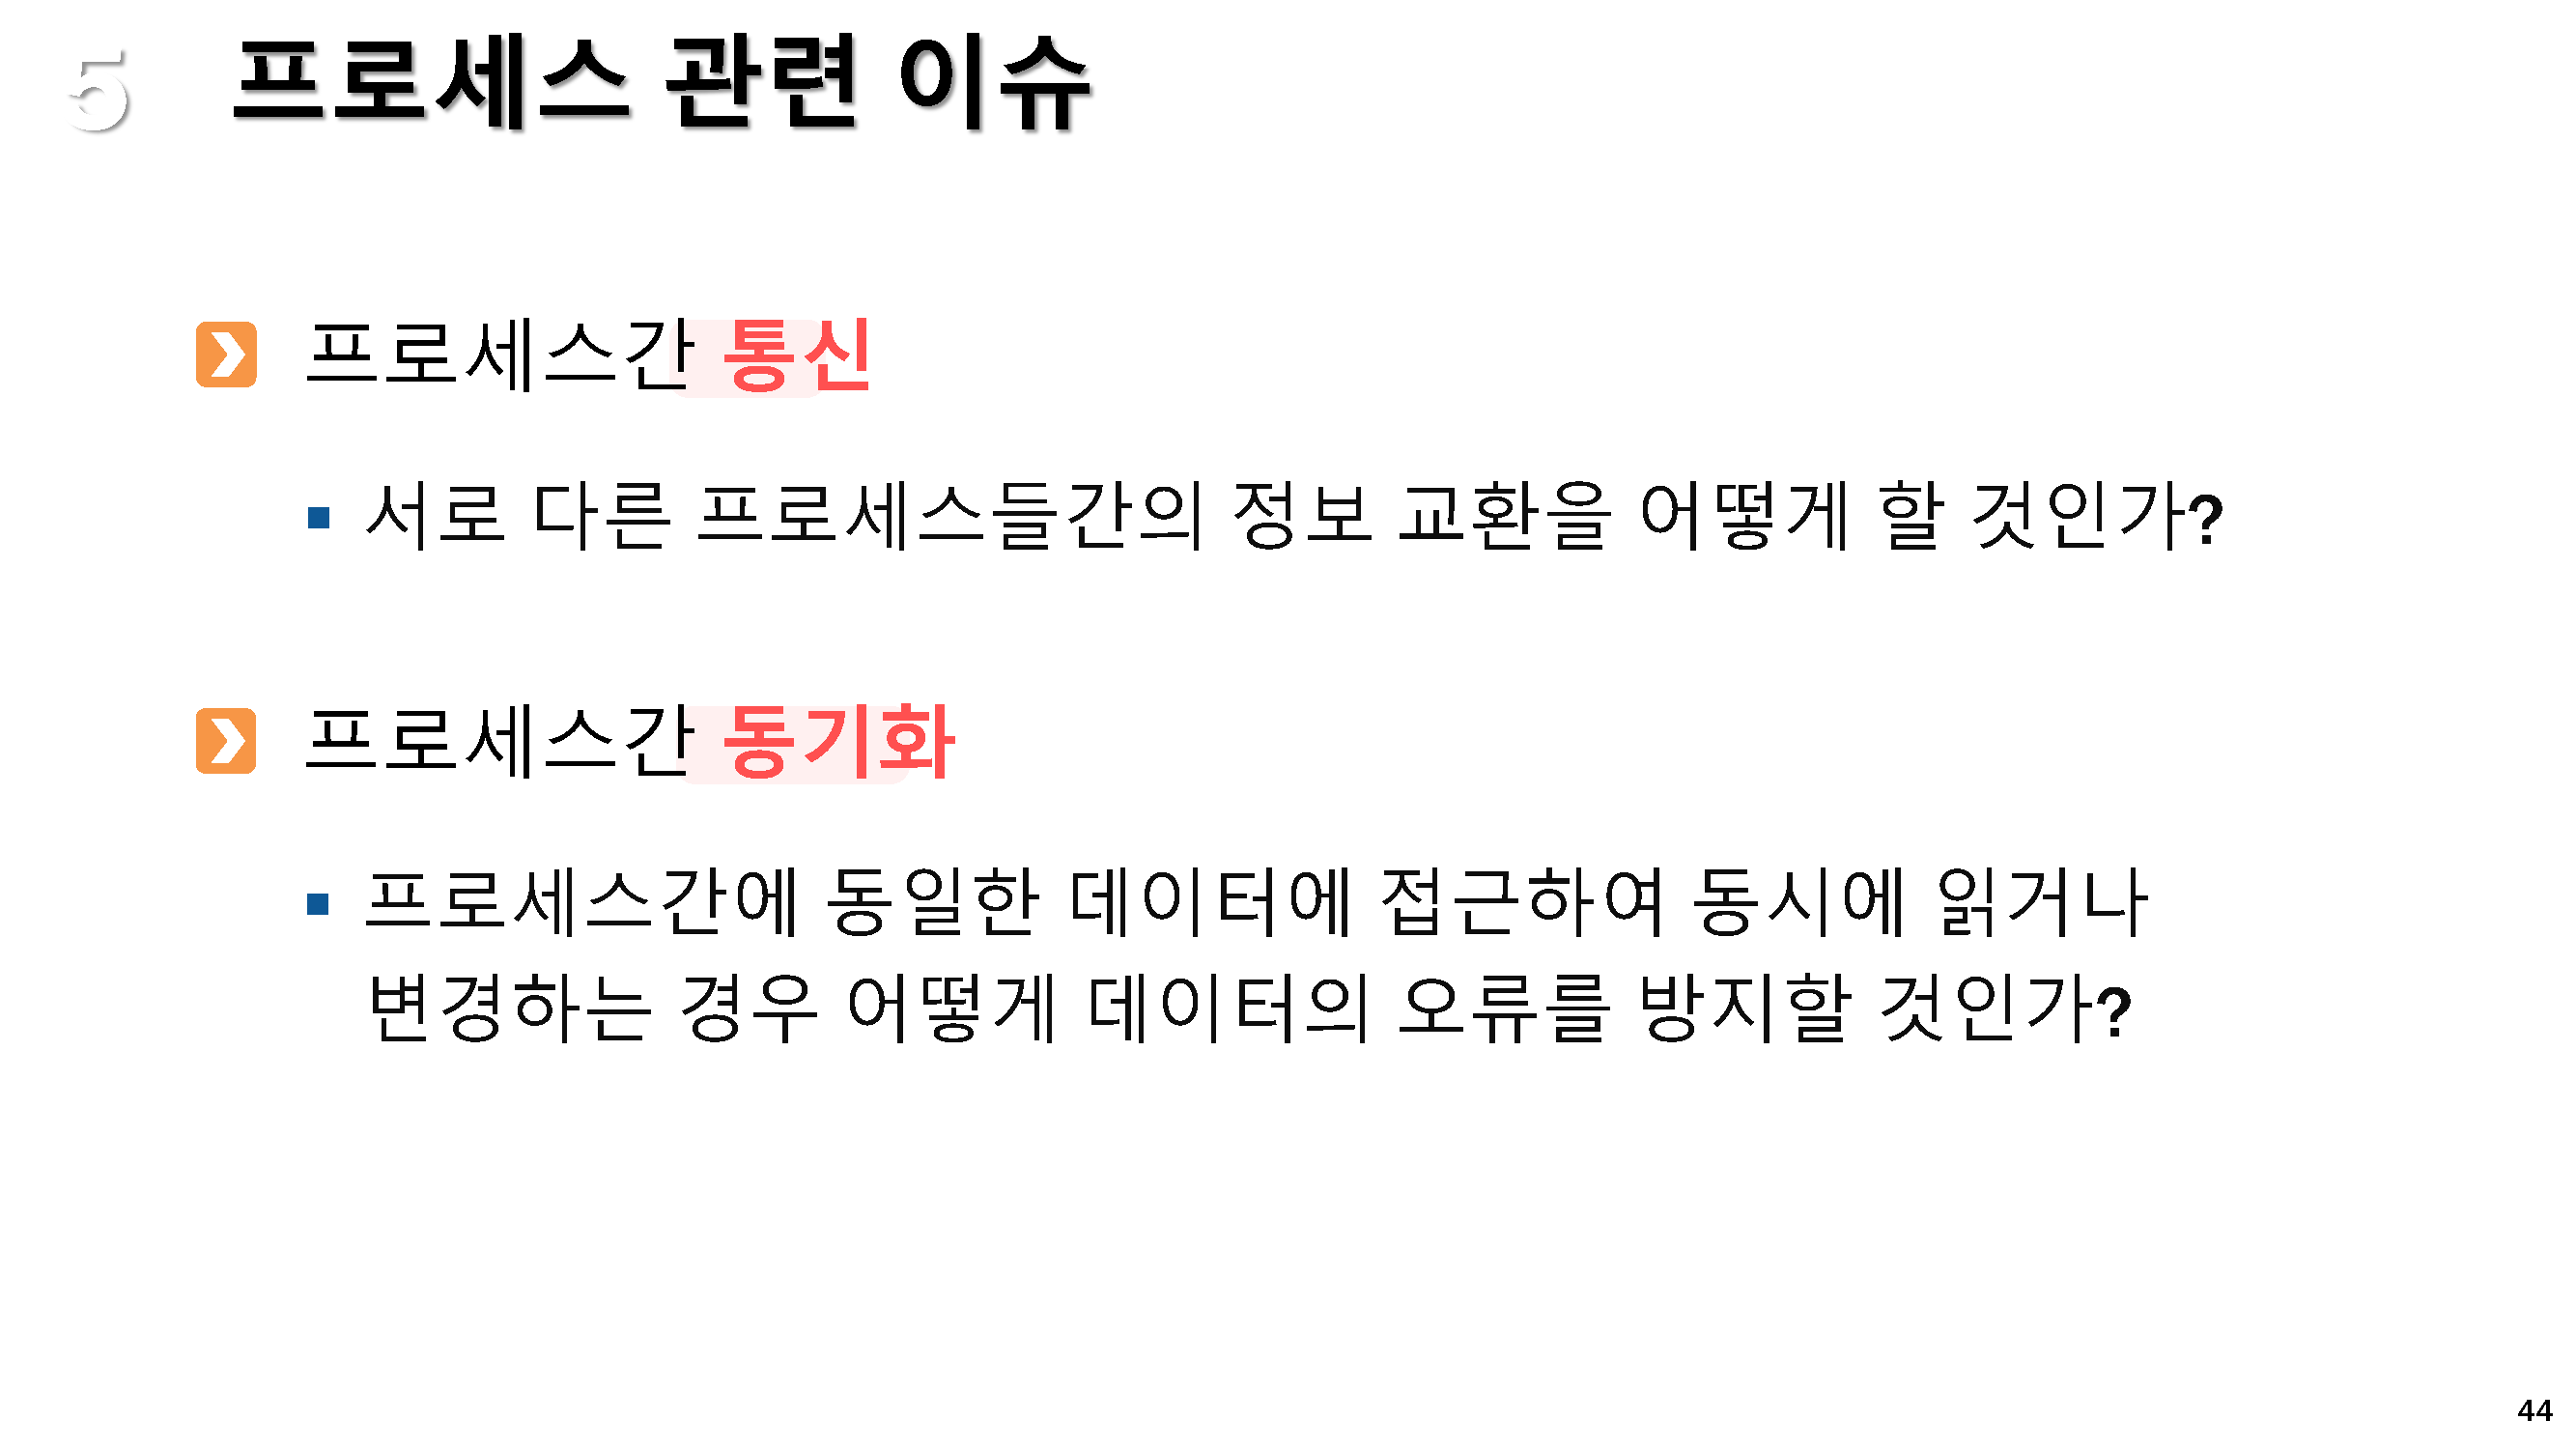 5 프로세스 관련 이슈
프로세스간 통신
서로 다른 프로세스들간의 정보 교환을 어떻게 할 것인가?
프로세스간 동기화
프로세스간에 동일한 데이터에 접근하여 동시에 읽거나
변경하는 경우 어떻게 데이터의 오류를 방지할 것인가?
44